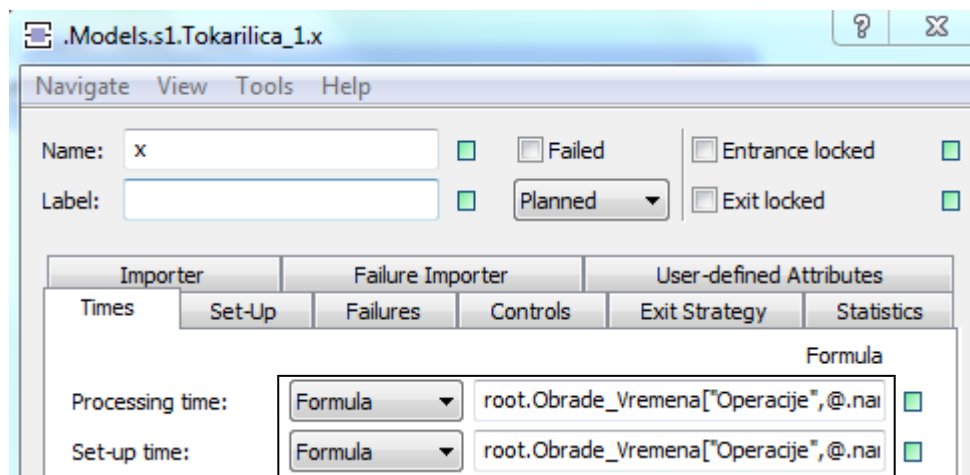 .Models.s1.Tokarilica_1.x
Navigate View Tools Help
Name: x Failed Entrance locked
Label: Planned Exit locked
Importer Failure Importer User-defined Attributes
Times Set-Up Failures Controls Exit Strategy Statistics
Formula
Processing time: Formula root.Obrade_Vremena["Operacije",@.nar
Set-up time: Formula root.Obrade_Vremena["Operacije",@.nar